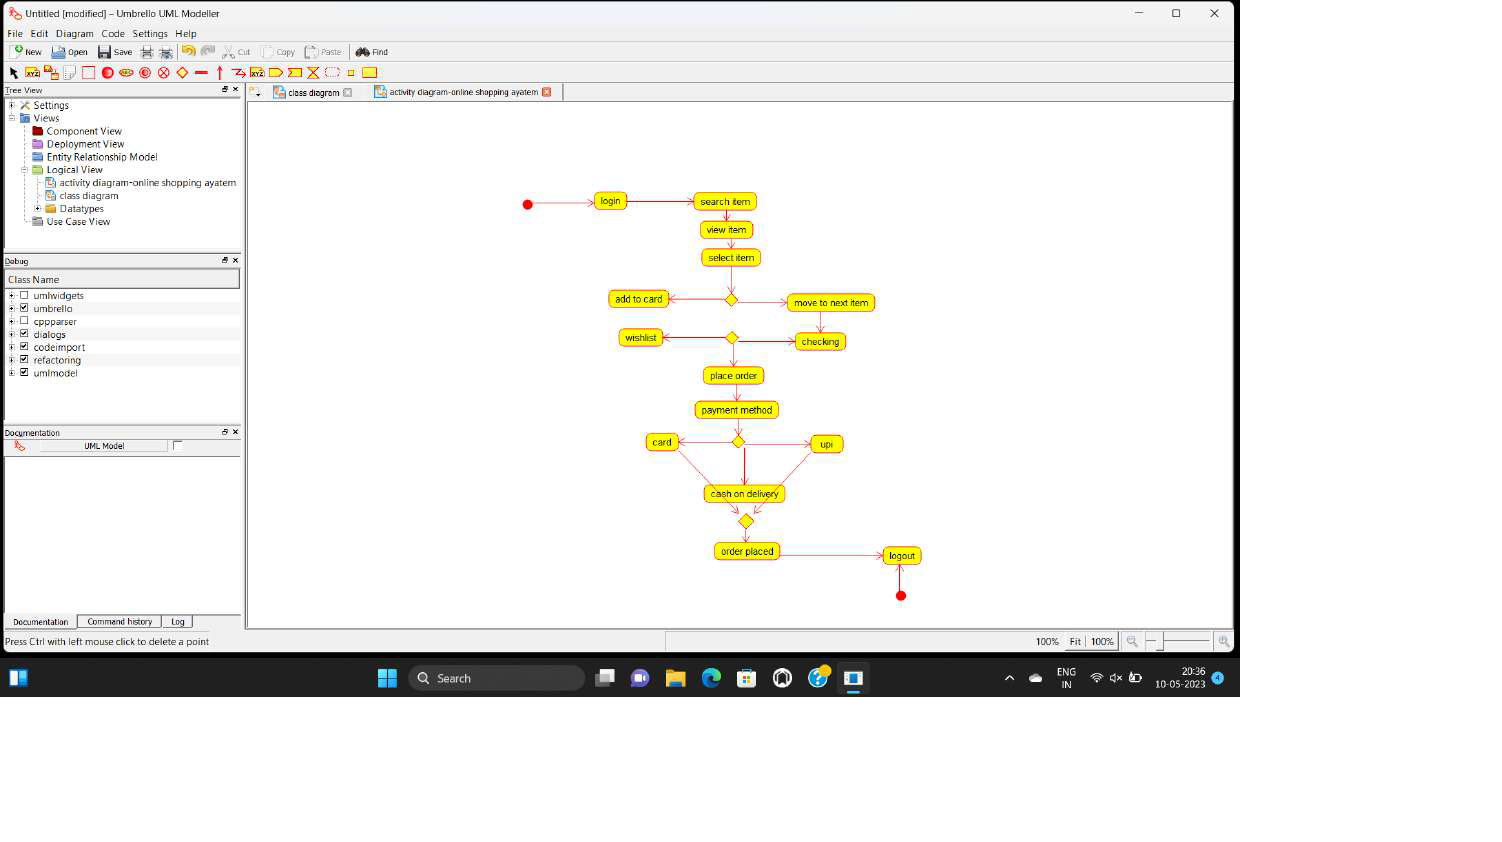 Untitled [modified] – Umbrello UML Modeller
File Edit Diagram Code Settings Help
New Open Save Cut Copy Paste Find
XYZ XYZ
Tree View
class diagram activity diagram-online shopping ayatem
Settings
Views
Component View
Deployment View
Entity Relationship Model
Logical View
activity diagram-online shopping ayatem
class diagram
Datatypes
Use Case View
Debug
Class Name
umlwidgets
umbrello
cppparser
dialogs
codeimport
refactoring
umlmodel
Documentation
UML Model
Documentation Command history Log
login
search item
view item
select item
add to card
move to next item
wishlist
checking
place order
payment method
card
upi
cash on delivery
order placed
logout
Press Ctrl with left mouse click to delete a point
100% Fit 100%
Search
ENG
IN
20:36
10-05-2023
4